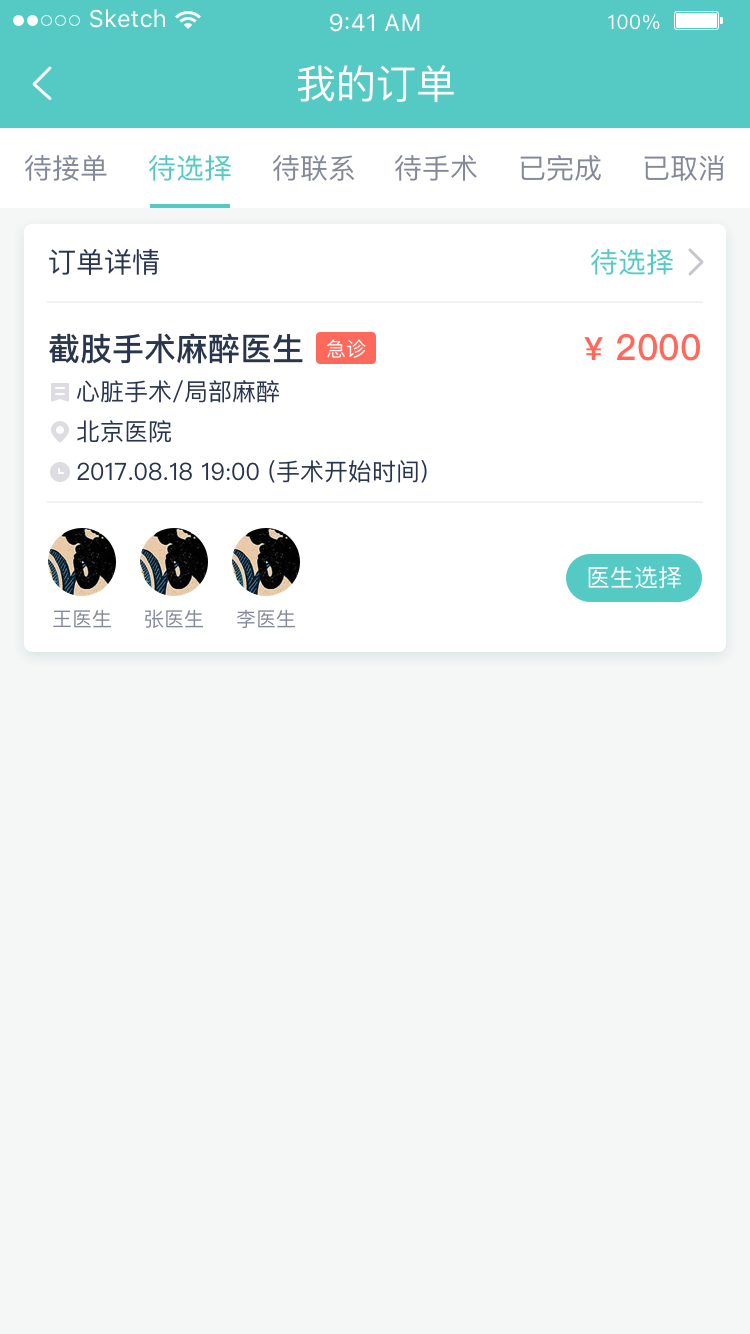 Sketch 9:41 AM 100%
我的订单
待接单 待选择 待联系 待手术 已完成 已取消
订单详情 待选择
截肢手术麻醉医生 急诊 ¥ 2000
心脏手术/局部麻醉
北京医院
2017.08.18 19:00 (手术开始时间)
王医生 张医生 李医生 医生选择